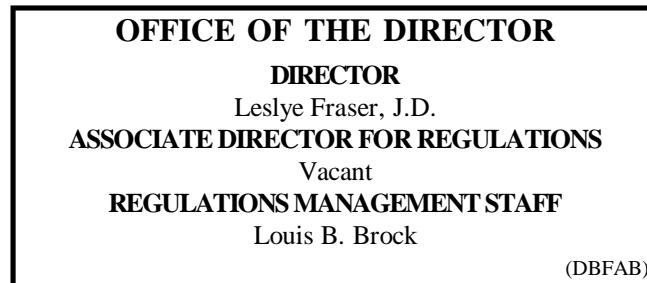 OFFICE OF THE DIRECTOR
DIRECTOR
Leslye Fraser, J.D.
ASSOCIATE DIRECTOR FOR REGULATIONS
Vacant
REGULATIONS MANAGEMENT STAFF
Louis B. Brock
(DBFAB)